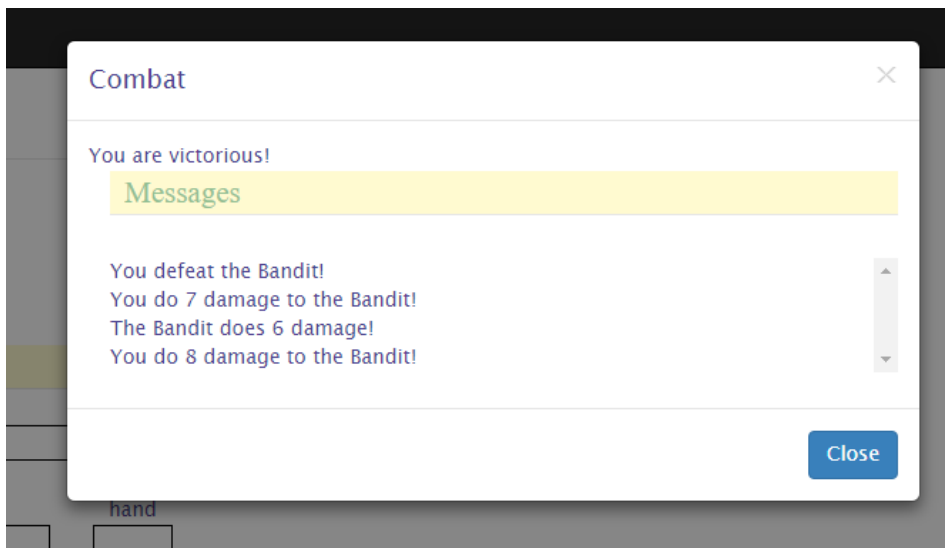 Combat
You are victorious!
Messages
You defeat the Bandit!
You do 7 damage to the Bandit!
The Bandit does 6 damage!
You do 8 damage to the Bandit!
Close
hand